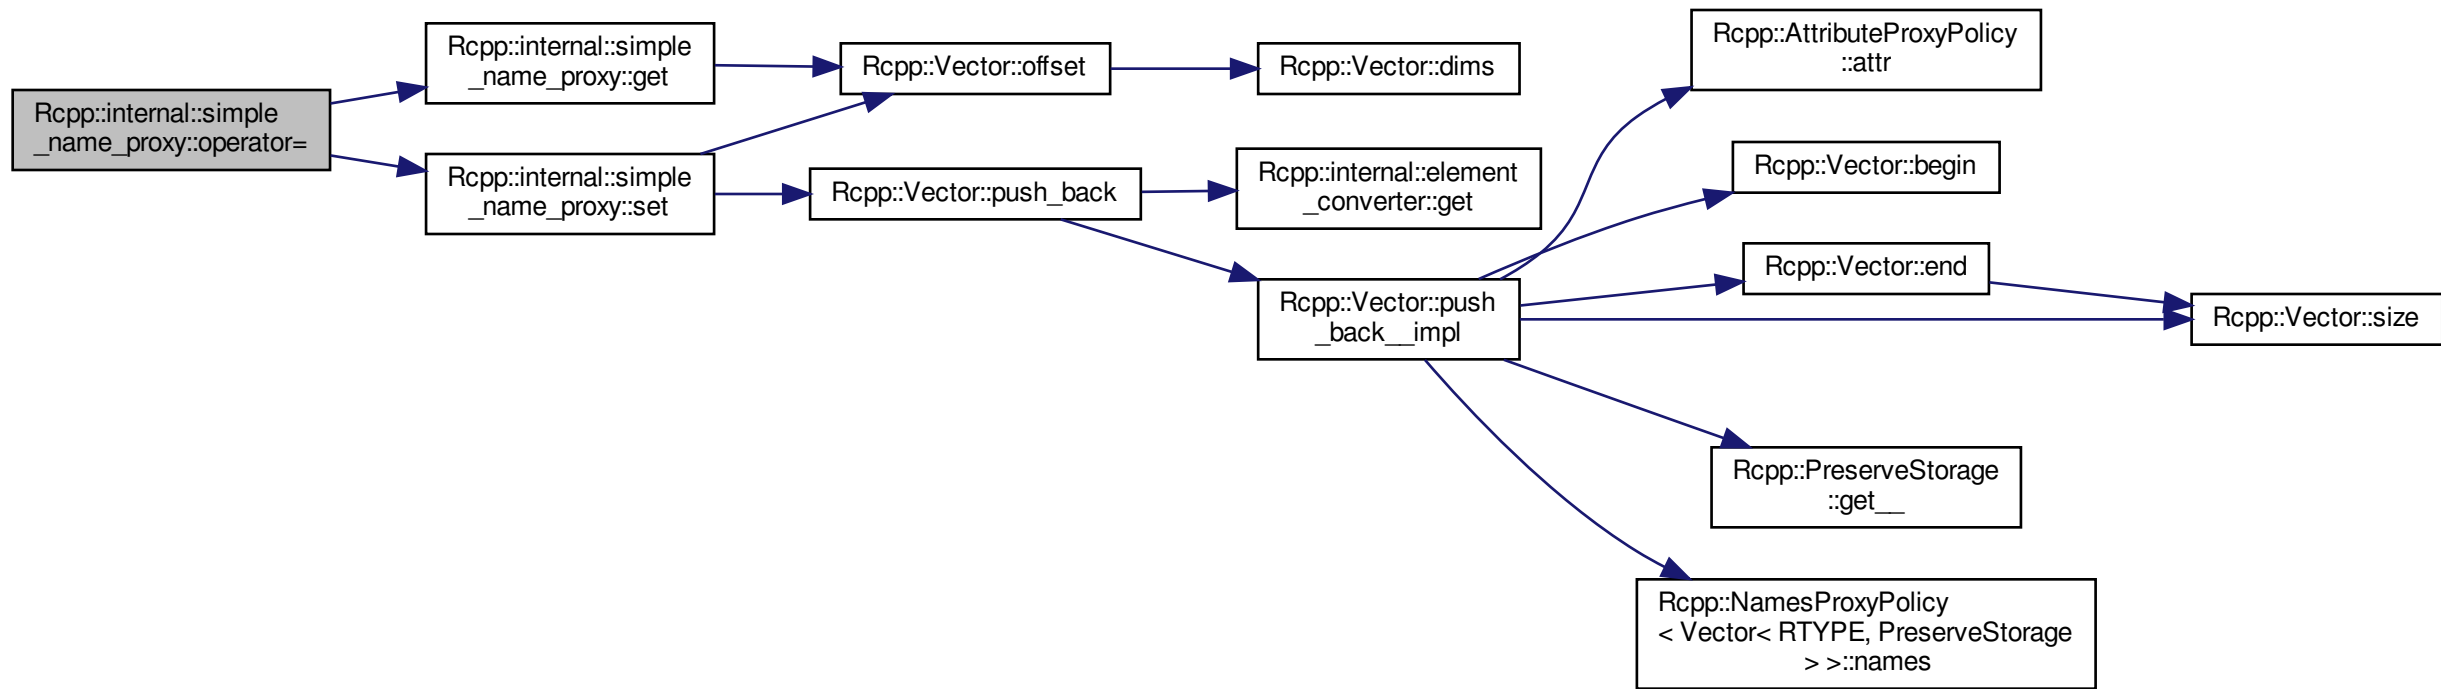 Rcpp::internal::simple
_name_proxy::operator=
Rcpp::internal::simple
_name_proxy::get
Rcpp::internal::simple
_name_proxy::set
Rcpp::Vector::offset
Rcpp::Vector::push_back
Rcpp::Vector::dims
Rcpp::internal::element
_converter::get
Rcpp::Vector::push
_back__impl
Rcpp::AttributeProxyPolicy
::attr
Rcpp::Vector::begin
Rcpp::Vector::end
Rcpp::Vector::size
Rcpp::PreserveStorage
::get__
Rcpp::NamesProxyPolicy
< Vector< RTYPE, PreserveStorage
> >::names